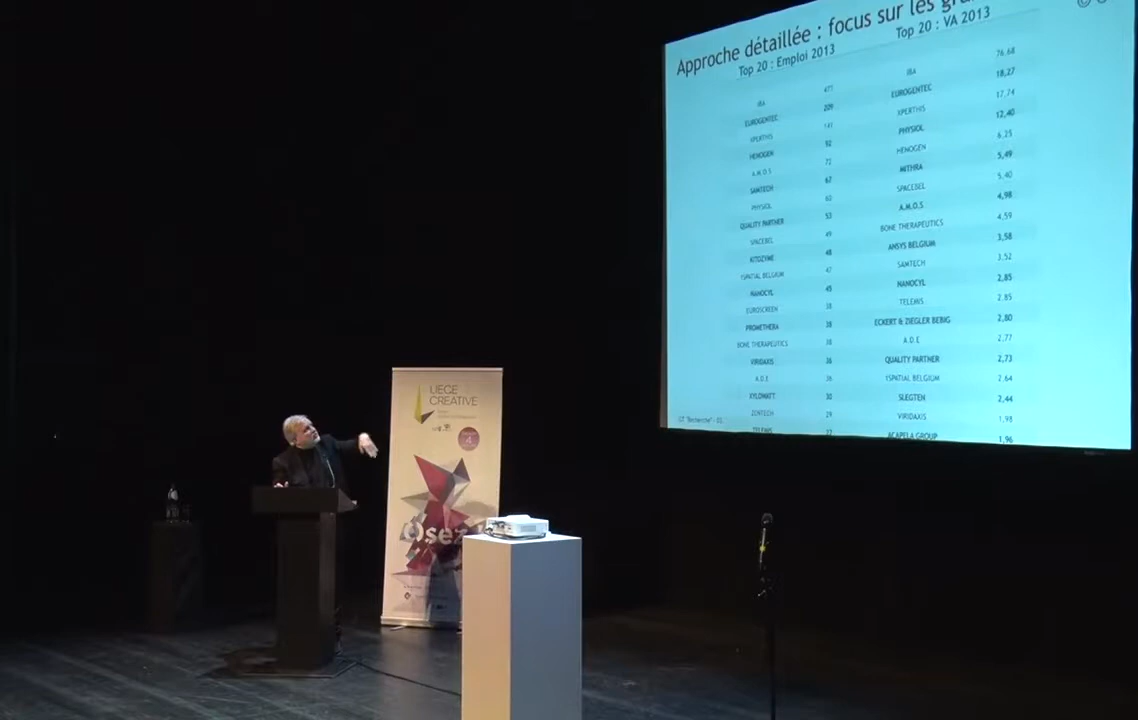 Approche détaillée : focus sur les
Top 20 : Emploi 2013
Top 20 : VA 2013
IBA 477 IBA 76,68
EUROGENTEC 209 EUROGENTEC 18,27
XPERTHIS 147 XPERTHIS 17,74
HENOGEN 92 PHYSIOL 12,40
A.M.O.S 72 HENOGEN 6,25
SAMTECH 67 MITHRA 5,49
PHYSIOL 60 SPACEBEL 5,40
QUALITY PARTNER 53 A.M.O.S 4,98
SPACEBEL 49 BONE THERAPEUTICS 4,59
KITOZYME 48 ANSYS BELGIUM 3,58
1SPATIAL BELGIUM 47 SAMTECH 3,52
NANOCYL 45 NANOCYL 2,85
EUROSCREEN 38 TELEMIS 2,85
PROMETHERA 38 ECKERT & ZIEGLER BEBIG 2,80
BONE THERAPEUTICS 38 A.D.E 2,77
VIRIDAXIS 36 QUALITY PARTNER 2,73
A.D.E 36 1SPATIAL BELGIUM 2,64
XYLOWATT 30 SLEGTEN 2,44
ZENTECH 29 VIRIDAXIS 1,98
TELEMIS 27 ACAPELA GROUP 1,96
LIEGE
CREATIVE
Osez